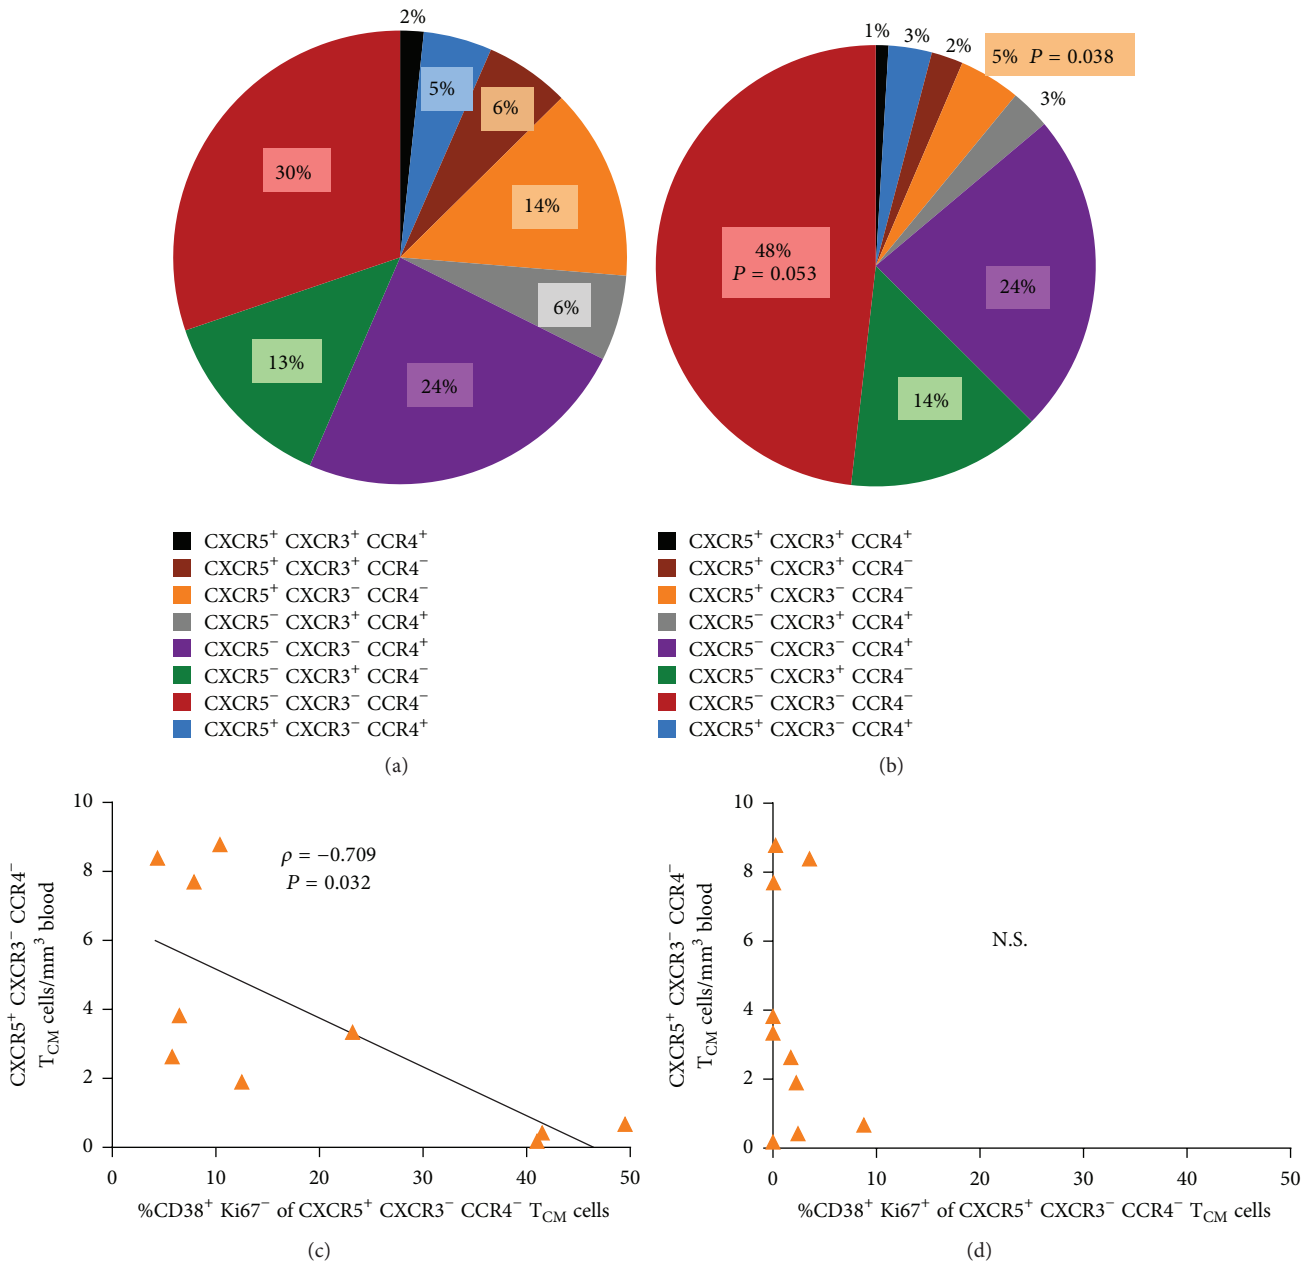 2%
5%
6%
14%
30%
6%
13%
24%
1%
3%
2%
5% P = 0.038
3%
48%
P = 0.053
24%
14%
CXCR5⁺ CXCR3⁺ CCR4⁺
CXCR5⁺ CXCR3⁺ CCR4⁻
CXCR5⁺ CXCR3⁻ CCR4⁻
CXCR5⁻ CXCR3⁺ CCR4⁺
CXCR5⁻ CXCR3⁻ CCR4⁺
CXCR5⁻ CXCR3⁺ CCR4⁻
CXCR5⁻ CXCR3⁻ CCR4⁻
CXCR5⁺ CXCR3⁻ CCR4⁺
(a)
CXCR5⁺ CXCR3⁺ CCR4⁺
CXCR5⁺ CXCR3⁺ CCR4⁻
CXCR5⁺ CXCR3⁻ CCR4⁻
CXCR5⁻ CXCR3⁺ CCR4⁺
CXCR5⁻ CXCR3⁻ CCR4⁺
CXCR5⁻ CXCR3⁺ CCR4⁻
CXCR5⁻ CXCR3⁻ CCR4⁻
CXCR5⁺ CXCR3⁻ CCR4⁺
(b)
CXCR5⁺ CXCR3⁻ CCR4⁻
T_CM cells/mm³ blood
10
8
6
4
2
0
ρ = −0.709
P = 0.032
0 10 20 30 40 50
%CD38⁺ Ki67⁻ of CXCR5⁺ CXCR3⁻ CCR4⁻ T_CM cells
(c)
CXCR5⁺ CXCR3⁻ CCR4⁻
T_CM cells/mm³ blood
10
8
6
4
2
0
N.S.
0 10 20 30 40 50
%CD38⁺ Ki67⁺ of CXCR5⁺ CXCR3⁻ CCR4⁻ T_CM cells
(d)